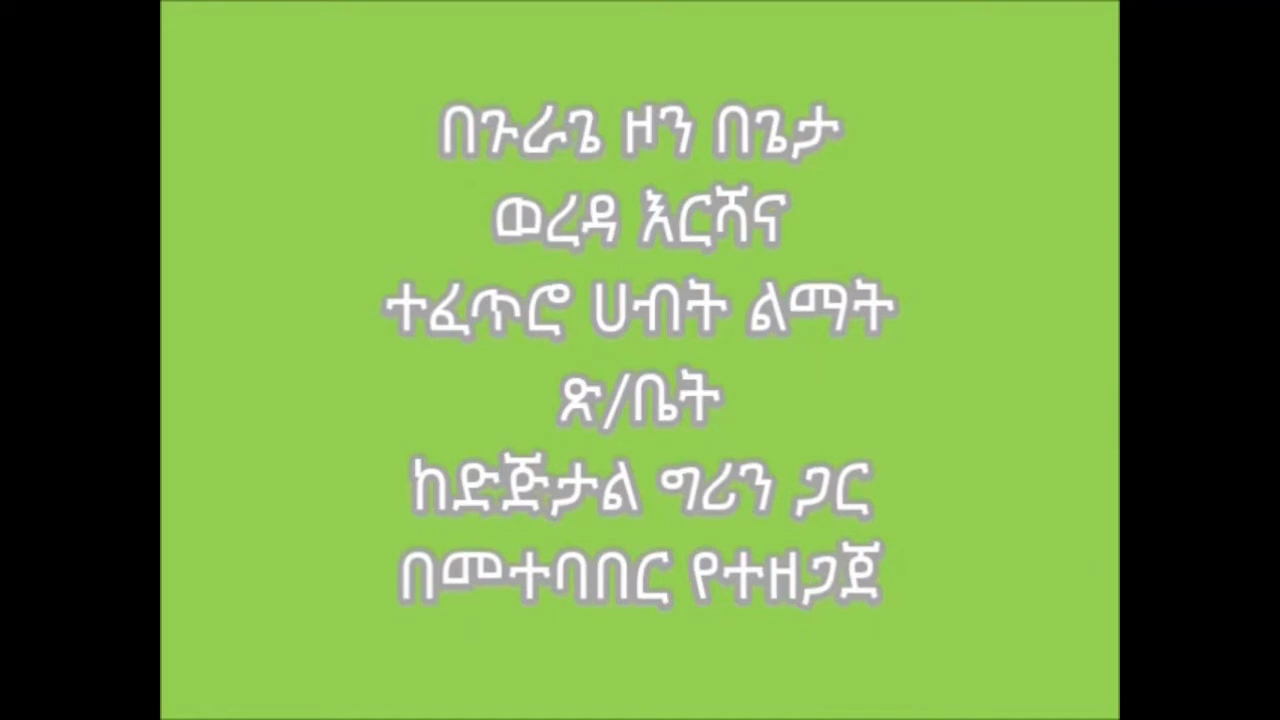 በጉራጌ ዞን በጌታ
ወረዳ እርሻና
ተፈጥሮ ሀብት ልማት
ጽ/ቤት
ከድጅታል ግሪን ጋር
በመተባበር የተዘጋጀ